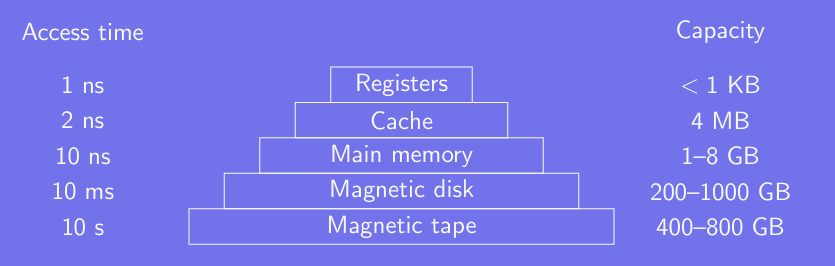 Access time Capacity
1 ns Registers < 1 KB
2 ns Cache 4 MB
10 ns Main memory 1–8 GB
10 ms Magnetic disk 200–1000 GB
10 s Magnetic tape 400–800 GB